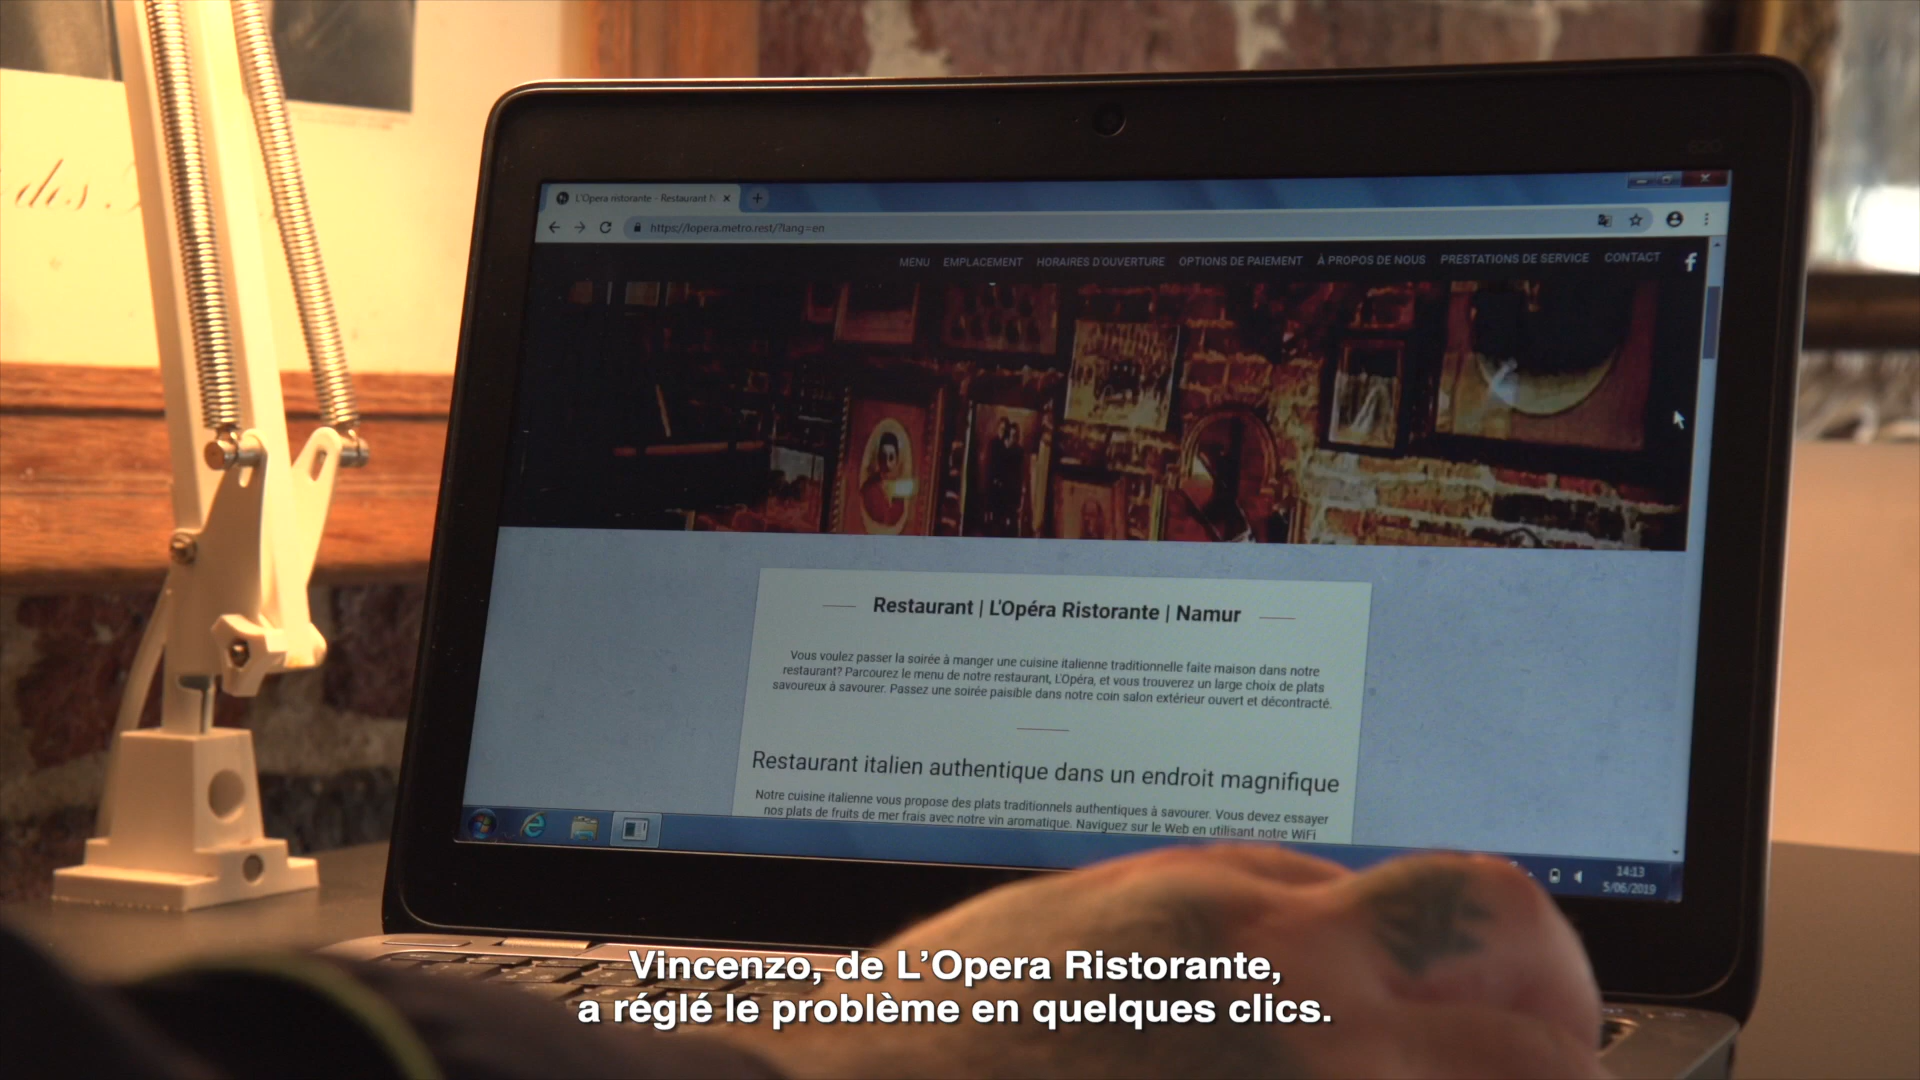 des
L'Opera ristorante - Restaurant
https://lopera.metro.rest/?lang=en
MENU EMPLACEMENT HORAIRES D'OUVERTURE OPTIONS DE PAIEMENT À PROPOS DE NOUS PRESTATIONS DE SERVICE CONTACT f
Restaurant | L'Opéra Ristorante | Namur
Vous voulez passer la soirée à manger une cuisine italienne traditionnelle faite maison dans notre
restaurant? Parcourez le menu de notre restaurant, L'Opéra, et vous trouverez un large choix de plats
savoureux à savourer. Passez une soirée paisible dans notre coin salon extérieur ouvert et décontracté.
Restaurant italien authentique dans un endroit magnifique
Notre cuisine italienne vous propose des plats traditionnels authentiques à savourer. Vous devez essayer
nos plats de fruits de mer frais avec notre vin aromatique. Naviguez sur le Web en utilisant notre WiFi
14:13
5/06/2019
Vincenzo, de L’Opera Ristorante,
a réglé le problème en quelques clics.